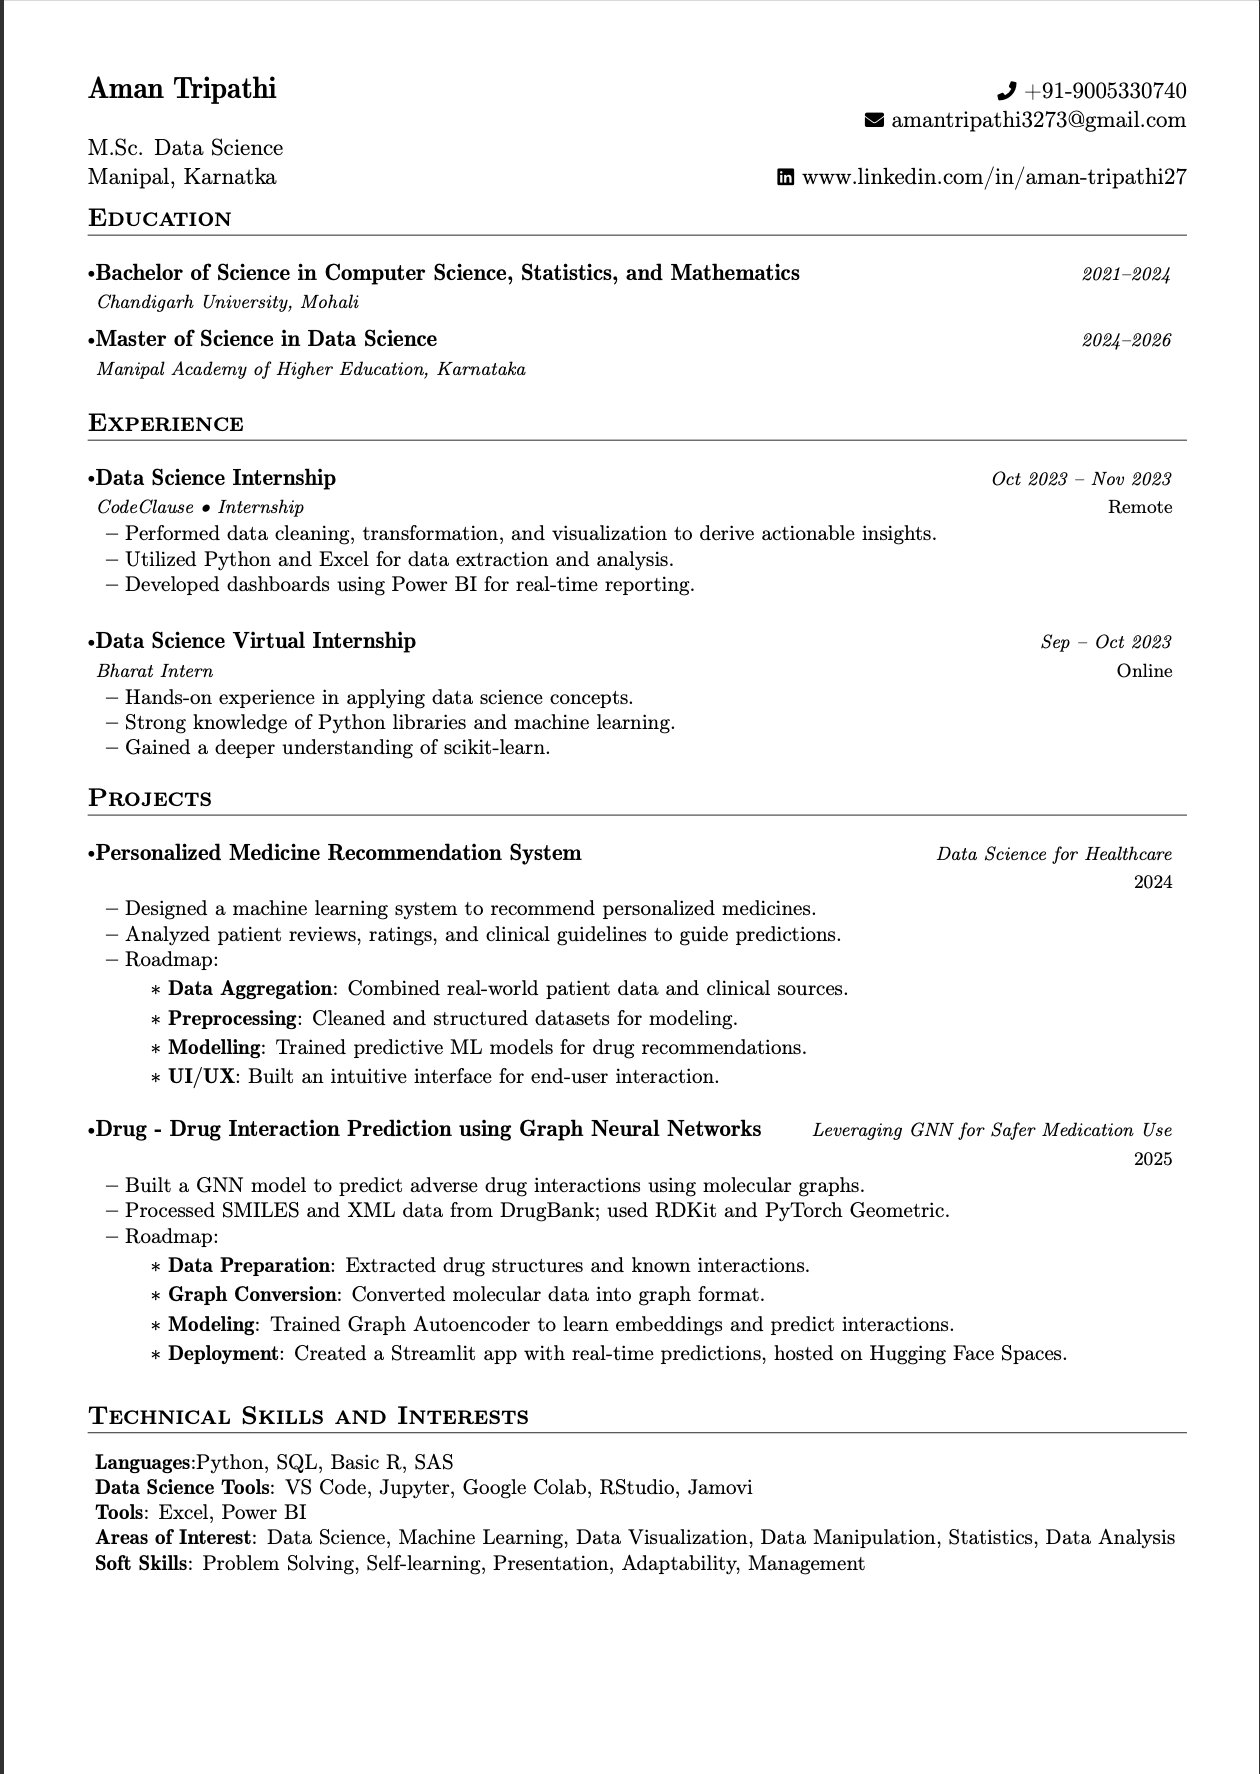 Aman Tripathi
+91-9005330740
amantripathi3273@gmail.com
M.Sc. Data Science
Manipal, Karnatka
www.linkedin.com/in/aman-tripathi27
EDUCATION
•Bachelor of Science in Computer Science, Statistics, and Mathematics 2021–2024
Chandigarh University, Mohali
•Master of Science in Data Science 2024–2026
Manipal Academy of Higher Education, Karnataka
EXPERIENCE
•Data Science Internship Oct 2023 – Nov 2023
CodeClause • Internship Remote
– Performed data cleaning, transformation, and visualization to derive actionable insights.
– Utilized Python and Excel for data extraction and analysis.
– Developed dashboards using Power BI for real-time reporting.
•Data Science Virtual Internship Sep – Oct 2023
Bharat Intern Online
– Hands-on experience in applying data science concepts.
– Strong knowledge of Python libraries and machine learning.
– Gained a deeper understanding of scikit-learn.
PROJECTS
•Personalized Medicine Recommendation System Data Science for Healthcare
2024
– Designed a machine learning system to recommend personalized medicines.
– Analyzed patient reviews, ratings, and clinical guidelines to guide predictions.
– Roadmap:
∗ Data Aggregation: Combined real-world patient data and clinical sources.
∗ Preprocessing: Cleaned and structured datasets for modeling.
∗ Modelling: Trained predictive ML models for drug recommendations.
∗ UI/UX: Built an intuitive interface for end-user interaction.
•Drug - Drug Interaction Prediction using Graph Neural Networks Leveraging GNN for Safer Medication Use
2025
– Built a GNN model to predict adverse drug interactions using molecular graphs.
– Processed SMILES and XML data from DrugBank; used RDKit and PyTorch Geometric.
– Roadmap:
∗ Data Preparation: Extracted drug structures and known interactions.
∗ Graph Conversion: Converted molecular data into graph format.
∗ Modeling: Trained Graph Autoencoder to learn embeddings and predict interactions.
∗ Deployment: Created a Streamlit app with real-time predictions, hosted on Hugging Face Spaces.
TECHNICAL SKILLS AND INTERESTS
Languages:Python, SQL, Basic R, SAS
Data Science Tools: VS Code, Jupyter, Google Colab, RStudio, Jamovi
Tools: Excel, Power BI
Areas of Interest: Data Science, Machine Learning, Data Visualization, Data Manipulation, Statistics, Data Analysis
Soft Skills: Problem Solving, Self-learning, Presentation, Adaptability, Management